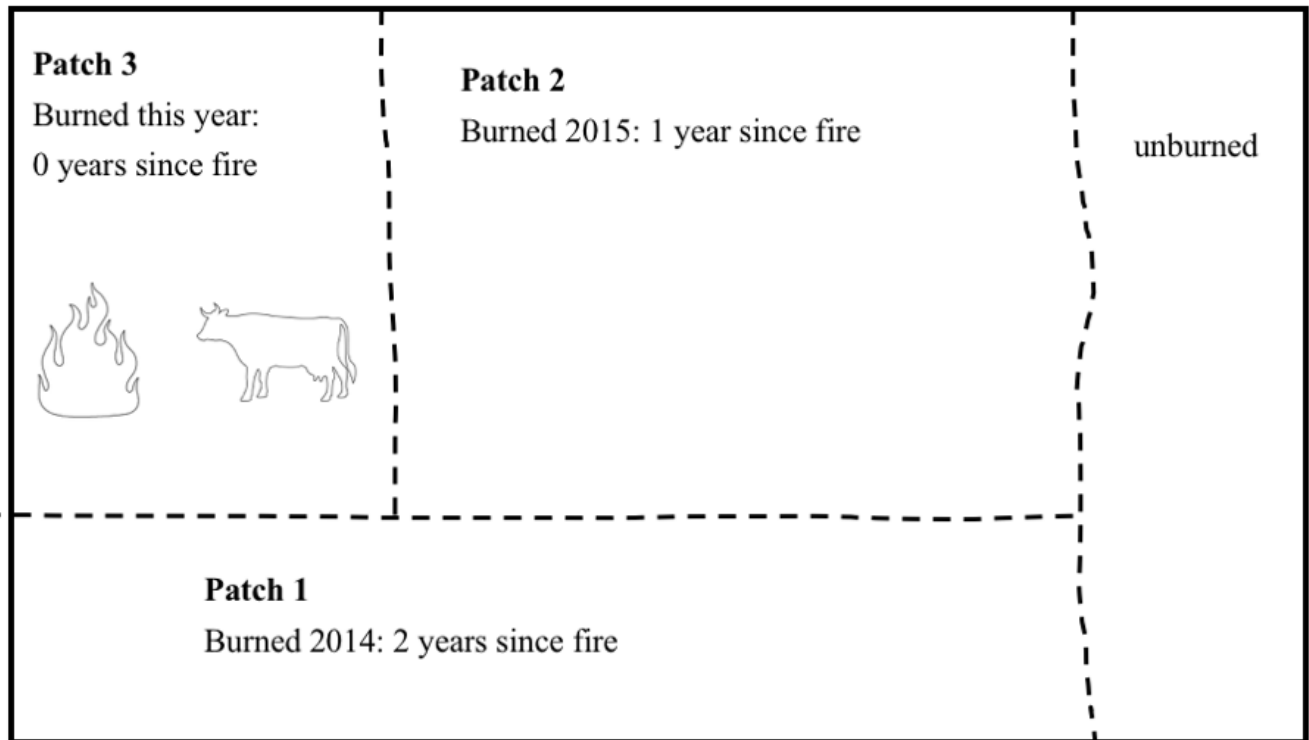 Patch 3
Burned this year:
0 years since fire
Patch 2
Burned 2015: 1 year since fire
unburned
Patch 1
Burned 2014: 2 years since fire